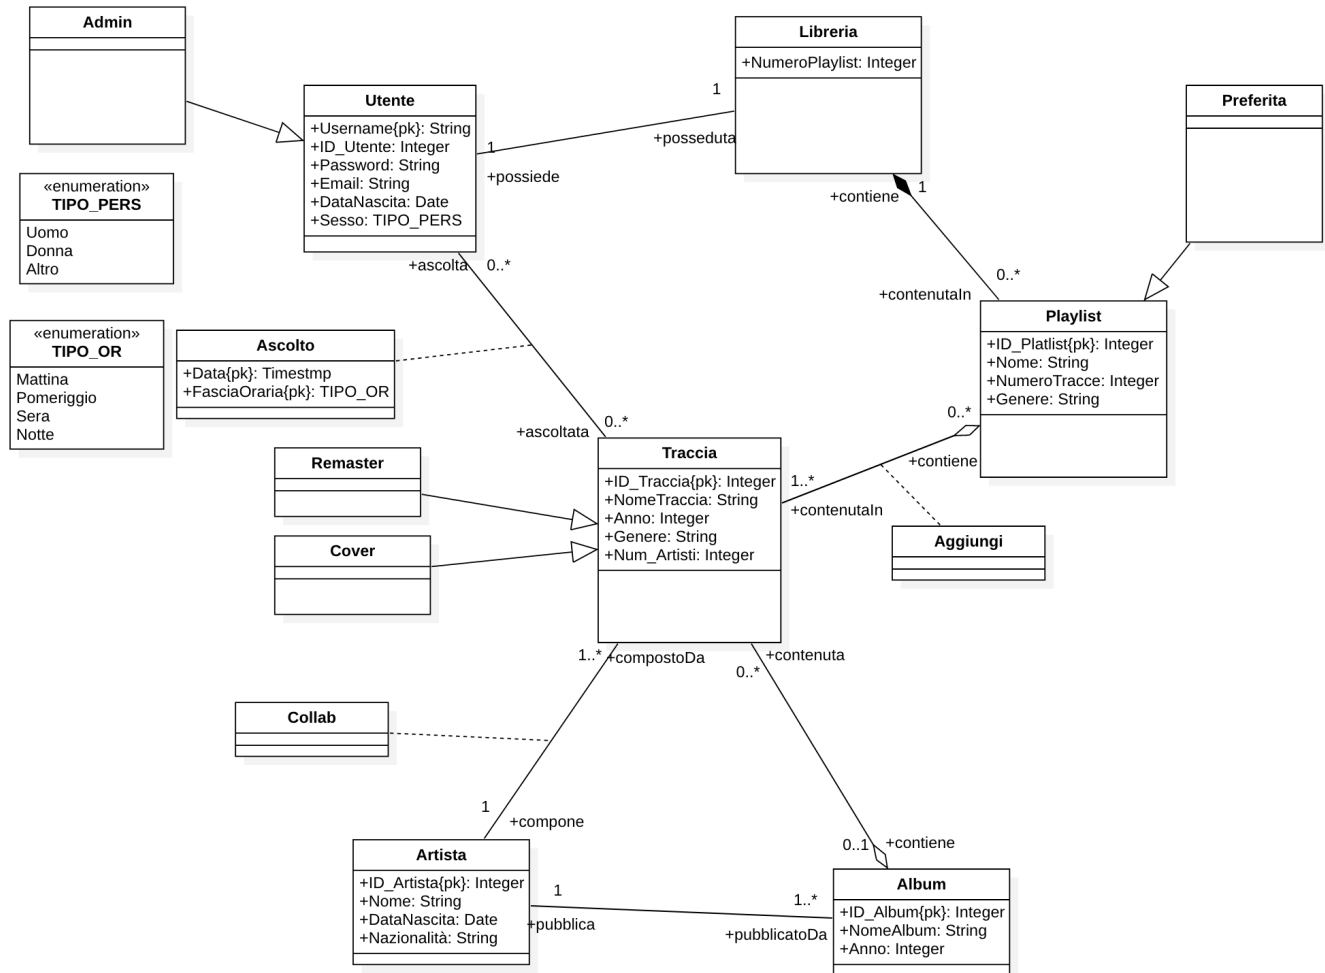 Admin
Utente
+Username{pk}: String
+ID_Utente: Integer
+Password: String
+Email: String
+DataNascita: Date
+Sesso: TIPO_PERS
Libreria
+NumeroPlaylist: Integer
Preferita
1
+posseduta
1
+possiede
«enumeration»
TIPO_PERS
Uomo
Donna
Altro
+contiene
1
0..*
+contenutaIn
+ascolta
0..*
«enumeration»
TIPO_OR
Mattina
Pomeriggio
Sera
Notte
Ascolto
+Data{pk}: Timestmp
+FasciaOraria{pk}: TIPO_OR
Playlist
+ID_Platlist{pk}: Integer
+Nome: String
+NumeroTracce: Integer
+Genere: String
0..*
+contiene
0..*
+ascoltata
Traccia
+ID_Traccia{pk}: Integer
+NomeTraccia: String
+Anno: Integer
+Genere: String
+Num_Artisti: Integer
1..*
+contenutaIn
Remaster
Cover
Aggiungi
1..*
+compostoDa
+contenuta
0..*
Collab
1
+compone
0..1
+contiene
Artista
+ID_Artista{pk}: Integer
+Nome: String
+DataNascita: Date
+Nazionalità: String
1
+pubblica
1..*
+pubblicatoDa
Album
+ID_Album{pk}: Integer
+NomeAlbum: String
+Anno: Integer